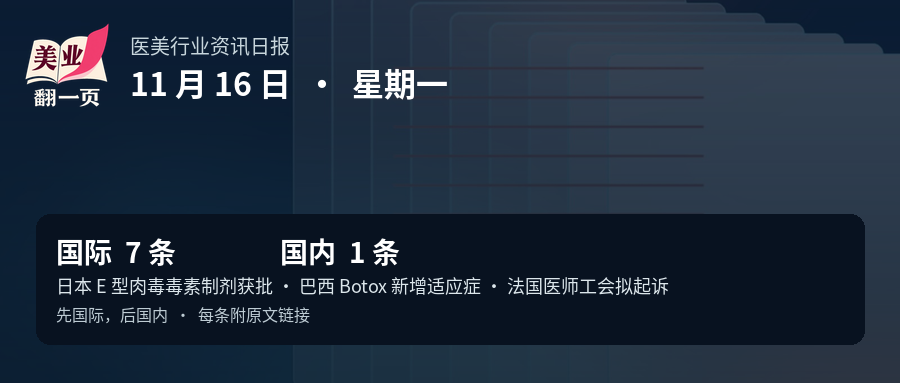 美业
翻一页
医美行业资讯日报
11 月 16 日 · 星期一
国际 7 条 国内 1 条
日本 E 型肉毒毒素制剂获批 · 巴西 Botox 新增适应症 · 法国医师工会拟起诉
先国际，后国内 · 每条附原文链接